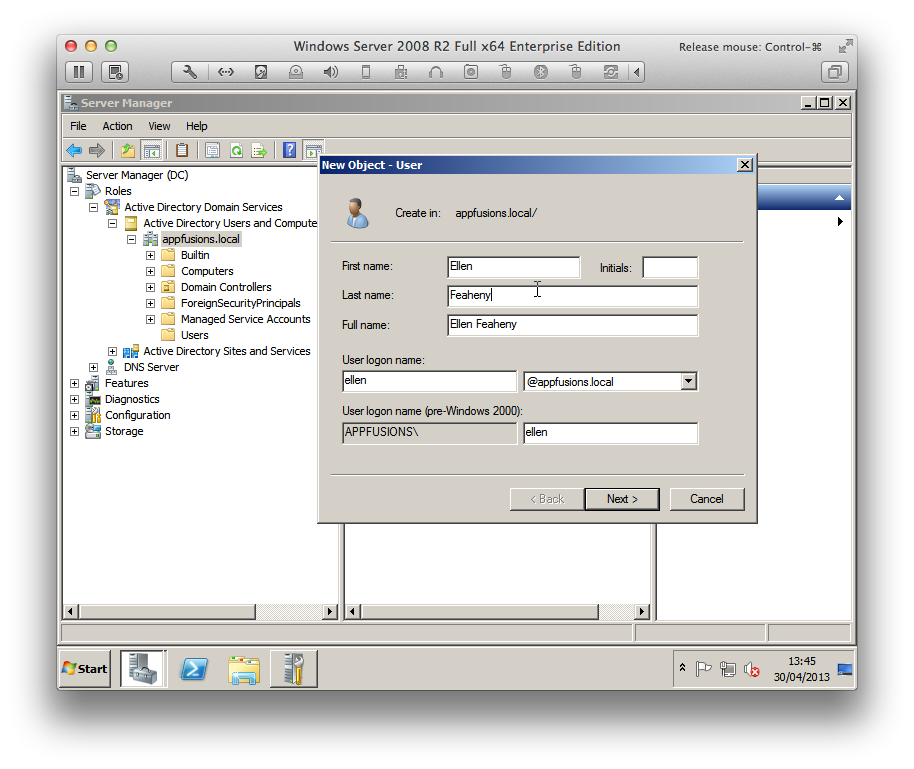 Windows Server 2008 R2 Full x64 Enterprise Edition
Release mouse: Control-⌘
Server Manager
File Action View Help
Server Manager (DC)
Roles
Active Directory Domain Services
Active Directory Users and Compute
appfusions.local
Builtin
Computers
Domain Controllers
ForeignSecurityPrincipals
Managed Service Accounts
Users
Active Directory Sites and Services
DNS Server
Features
Diagnostics
Configuration
Storage
New Object - User
Create in: appfusions.local/
First name: Ellen Initials:
Last name: Feaheny
Full name: Ellen Feaheny
User logon name:
ellen @appfusions.local
User logon name (pre-Windows 2000):
APPFUSIONS\ ellen
< Back Next > Cancel
Start
13:45
30/04/2013